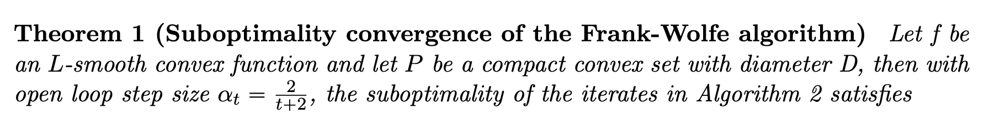 Theorem 1 (Suboptimality convergence of the Frank-Wolfe algorithm) Let f be
an L-smooth convex function and let P be a compact convex set with diameter D, then with
open loop step size α_t = \frac{2}{t+2}, the suboptimality of the iterates in Algorithm 2 satisfies